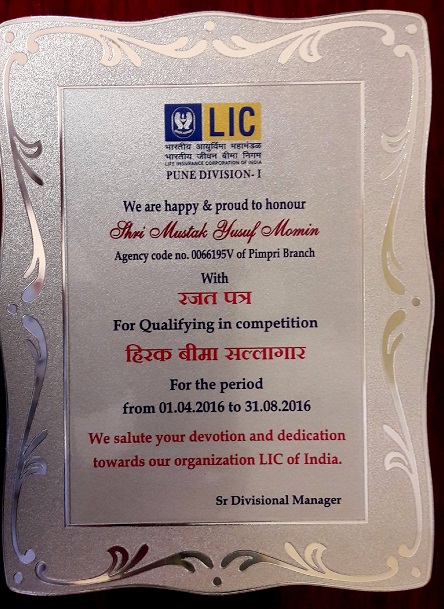 LIC
भारतीय आयुर्विमा महामंडळ
भारतीय जीवन बीमा निगम
LIFE INSURANCE CORPORATION OF INDIA
PUNE DIVISION- I
We are happy & proud to honour
Shri Mustak Yusuf Momin
Agency code no. 0066195V of Pimpri Branch
With
रजत पत्र
For Qualifying in competition
हिरक बीमा सल्लागार
For the period
from 01.04.2016 to 31.08.2016
We salute your devotion and dedication
towards our organization LIC of India.
Sr Divisional Manager